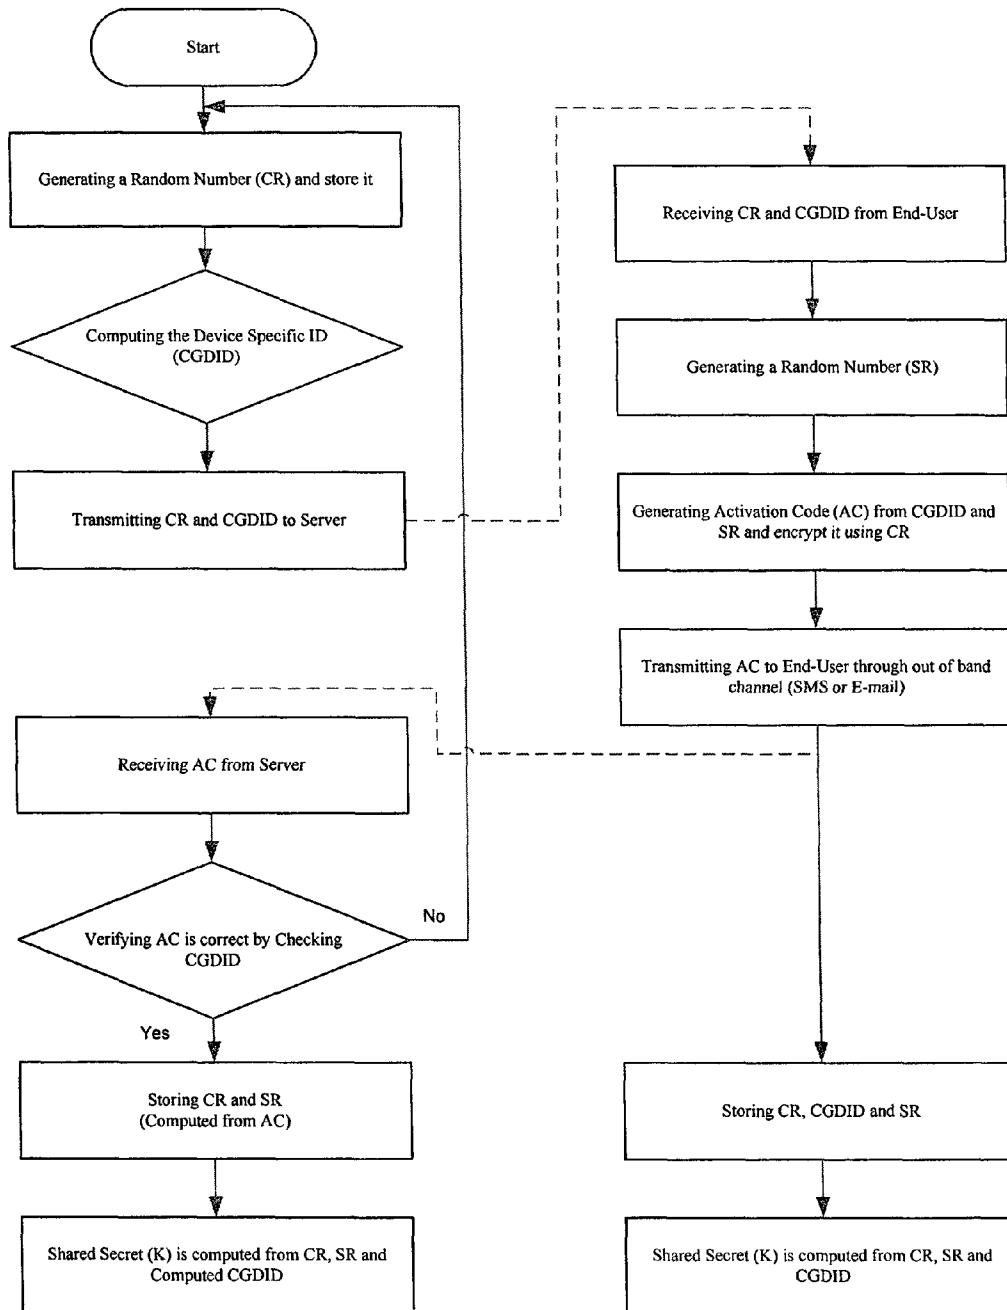 Start
Generating a Random Number (CR) and store it
Computing the Device Specific ID
(CGDID)
Transmitting CR and CGDID to Server
Receiving CR and CGDID from End-User
Generating a Random Number (SR)
Generating Activation Code (AC) from CGDID and
SR and encrypt it using CR
Transmitting AC to End-User through out of band
channel (SMS or E-mail)
Receiving AC from Server
Verifying AC is correct by Checking
CGDID
No
Yes
Storing CR and SR
(Computed from AC)
Storing CR, CGDID and SR
Shared Secret (K) is computed from CR, SR and
Computed CGDID
Shared Secret (K) is computed from CR, SR and
CGDID